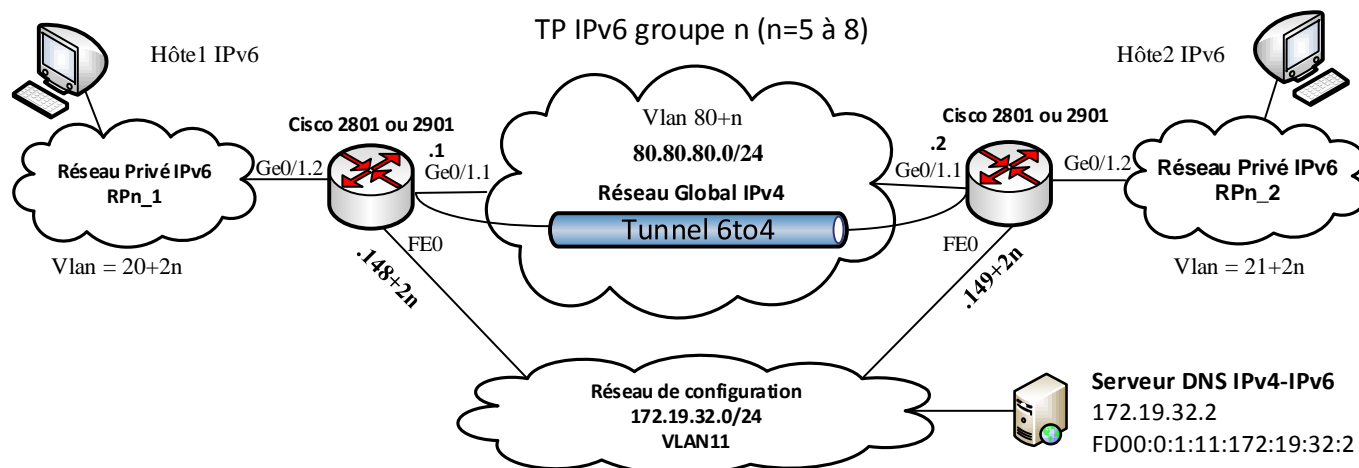 TP IPv6 groupe n (n=5 à 8)
Hôte1 IPv6
Hôte2 IPv6
Cisco 2801 ou 2901
Vlan 80+n
Cisco 2801 ou 2901
80.80.80.0/24
.1
.2
Réseau Privé IPv6
RPn_1
Ge0/1.2
Ge0/1.1
Réseau Global IPv4
Ge0/1.1
Ge0/1.2
Réseau Privé IPv6
RPn_2
Tunnel 6to4
FE0
FE0
Vlan = 20+2n
Vlan = 21+2n
.148+2n
.149+2n
Réseau de configuration
172.19.32.0/24
VLAN11
Serveur DNS IPv4-IPv6
172.19.32.2
FD00:0:1:11:172:19:32:2